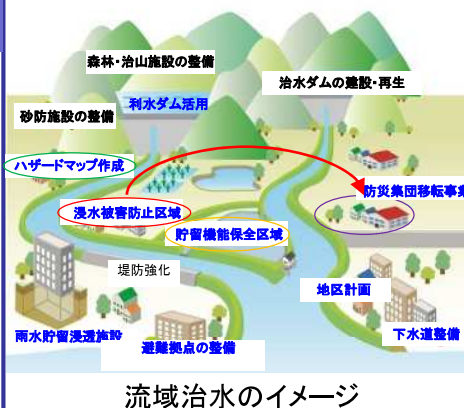 森林・治山施設の整備
治水ダムの建設・再生
利水ダム活用
砂防施設の整備
ハザードマップ作成
防災集団移転事業
浸水被害防止区域
貯留機能保全区域
堤防強化
地区計画
雨水貯留浸透施設
下水道整備
避難拠点の整備
流域治水のイメージ